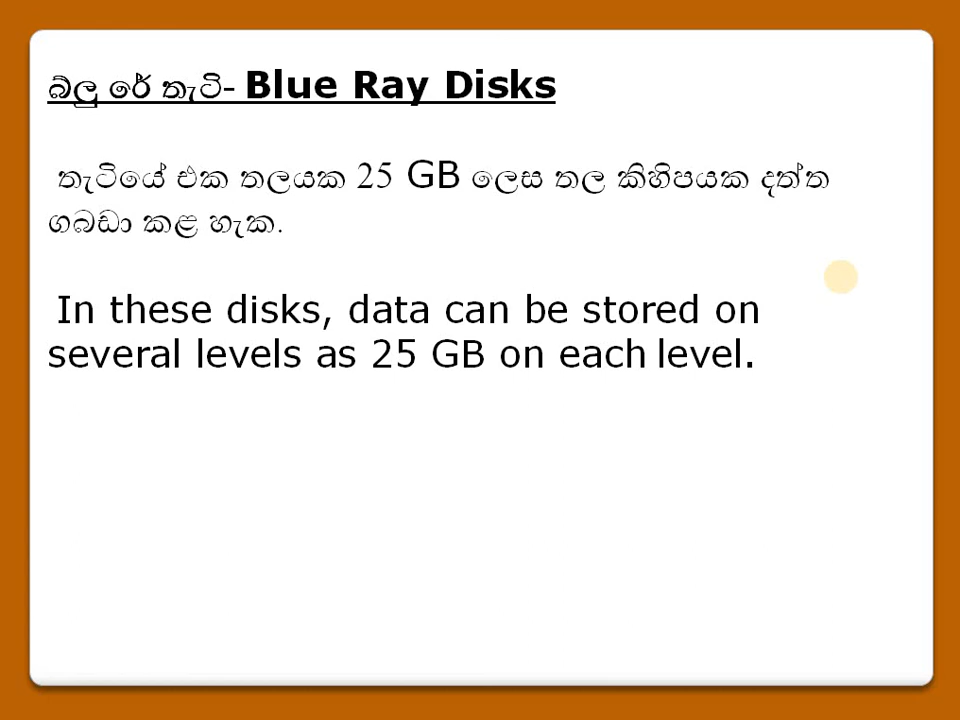 බ්ලු රේ තැටි- Blue Ray Disks
තැටියේ එක තලයක 25 GB ලෙස තල කිහිපයක දත්ත
ගබඩා කළ හැක.
In these disks, data can be stored on
several levels as 25 GB on each level.